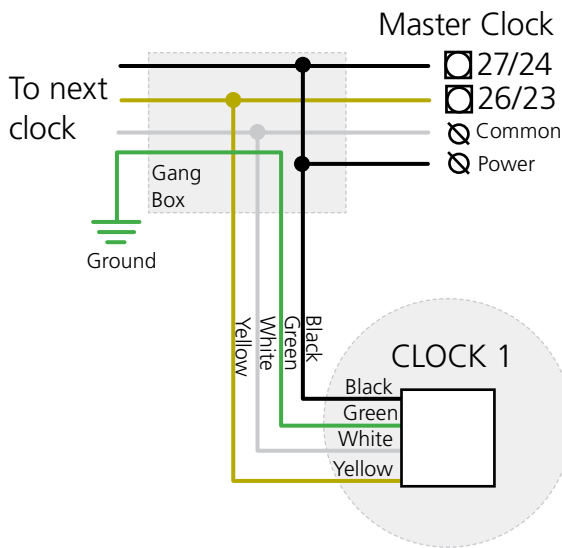 Master Clock
27/24
26/23
Common
Power
To next
clock
Gang
Box
Ground
Yellow
White
Green
Black
CLOCK 1
Black
Green
White
Yellow